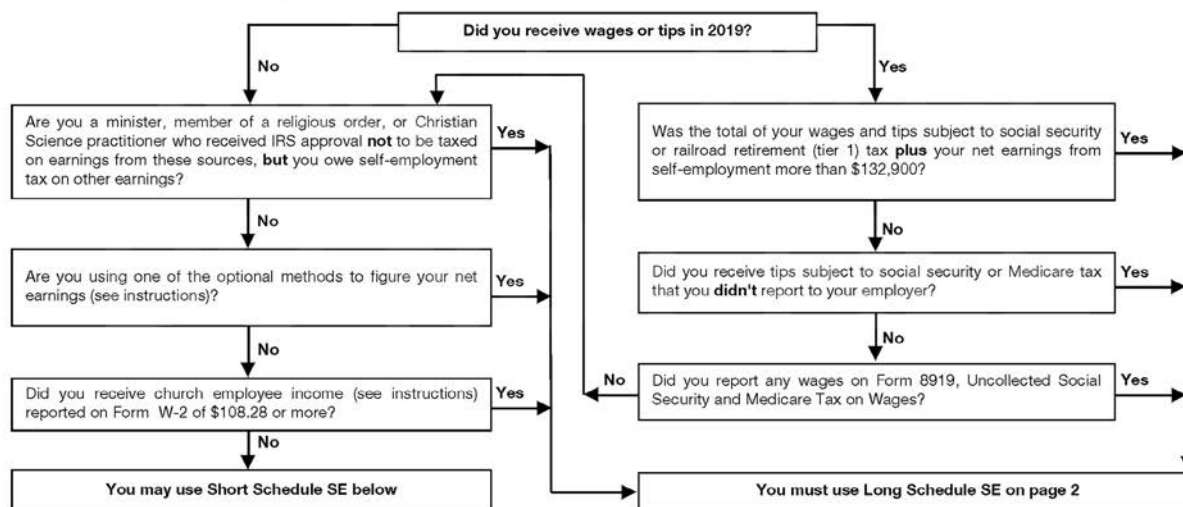 Did you receive wages or tips in 2019?
No
Yes
Are you a minister, member of a religious order, or Christian
Science practitioner who received IRS approval not to be taxed
on earnings from these sources, but you owe self-employment
tax on other earnings?
Yes
Was the total of your wages and tips subject to social security
or railroad retirement (tier 1) tax plus your net earnings from
self-employment more than $132,900?
Yes
No
No
Are you using one of the optional methods to figure your net
earnings (see instructions)?
Yes
Did you receive tips subject to social security or Medicare tax
that you didn't report to your employer?
Yes
No
No
Did you receive church employee income (see instructions)
reported on Form W-2 of $108.28 or more?
Yes
No
Did you report any wages on Form 8919, Uncollected Social
Security and Medicare Tax on Wages?
Yes
No
You may use Short Schedule SE below
You must use Long Schedule SE on page 2